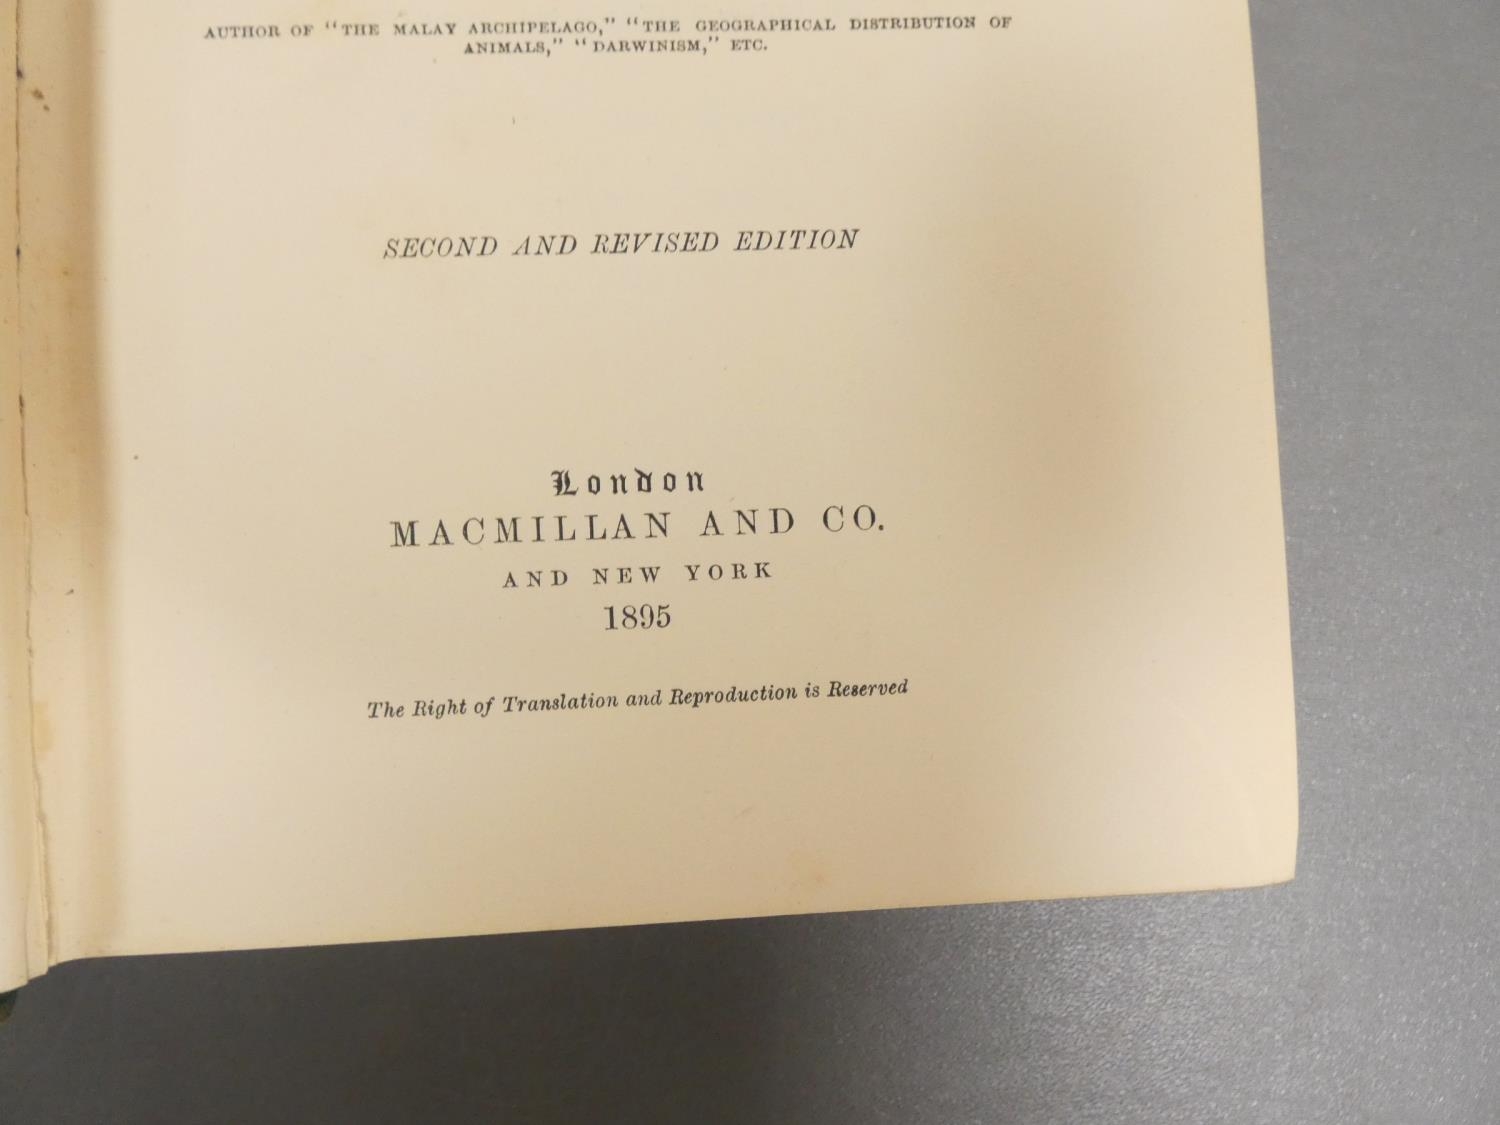 AUTHOR OF "THE MALAY ARCHIPELAGO," "THE GEOGRAPHICAL DISTRIBUTION OF
ANIMALS," "DARWINISM," ETC.
SECOND AND REVISED EDITION
London
MACMILLAN AND CO.
AND NEW YORK
1895
The Right of Translation and Reproduction is Reserved